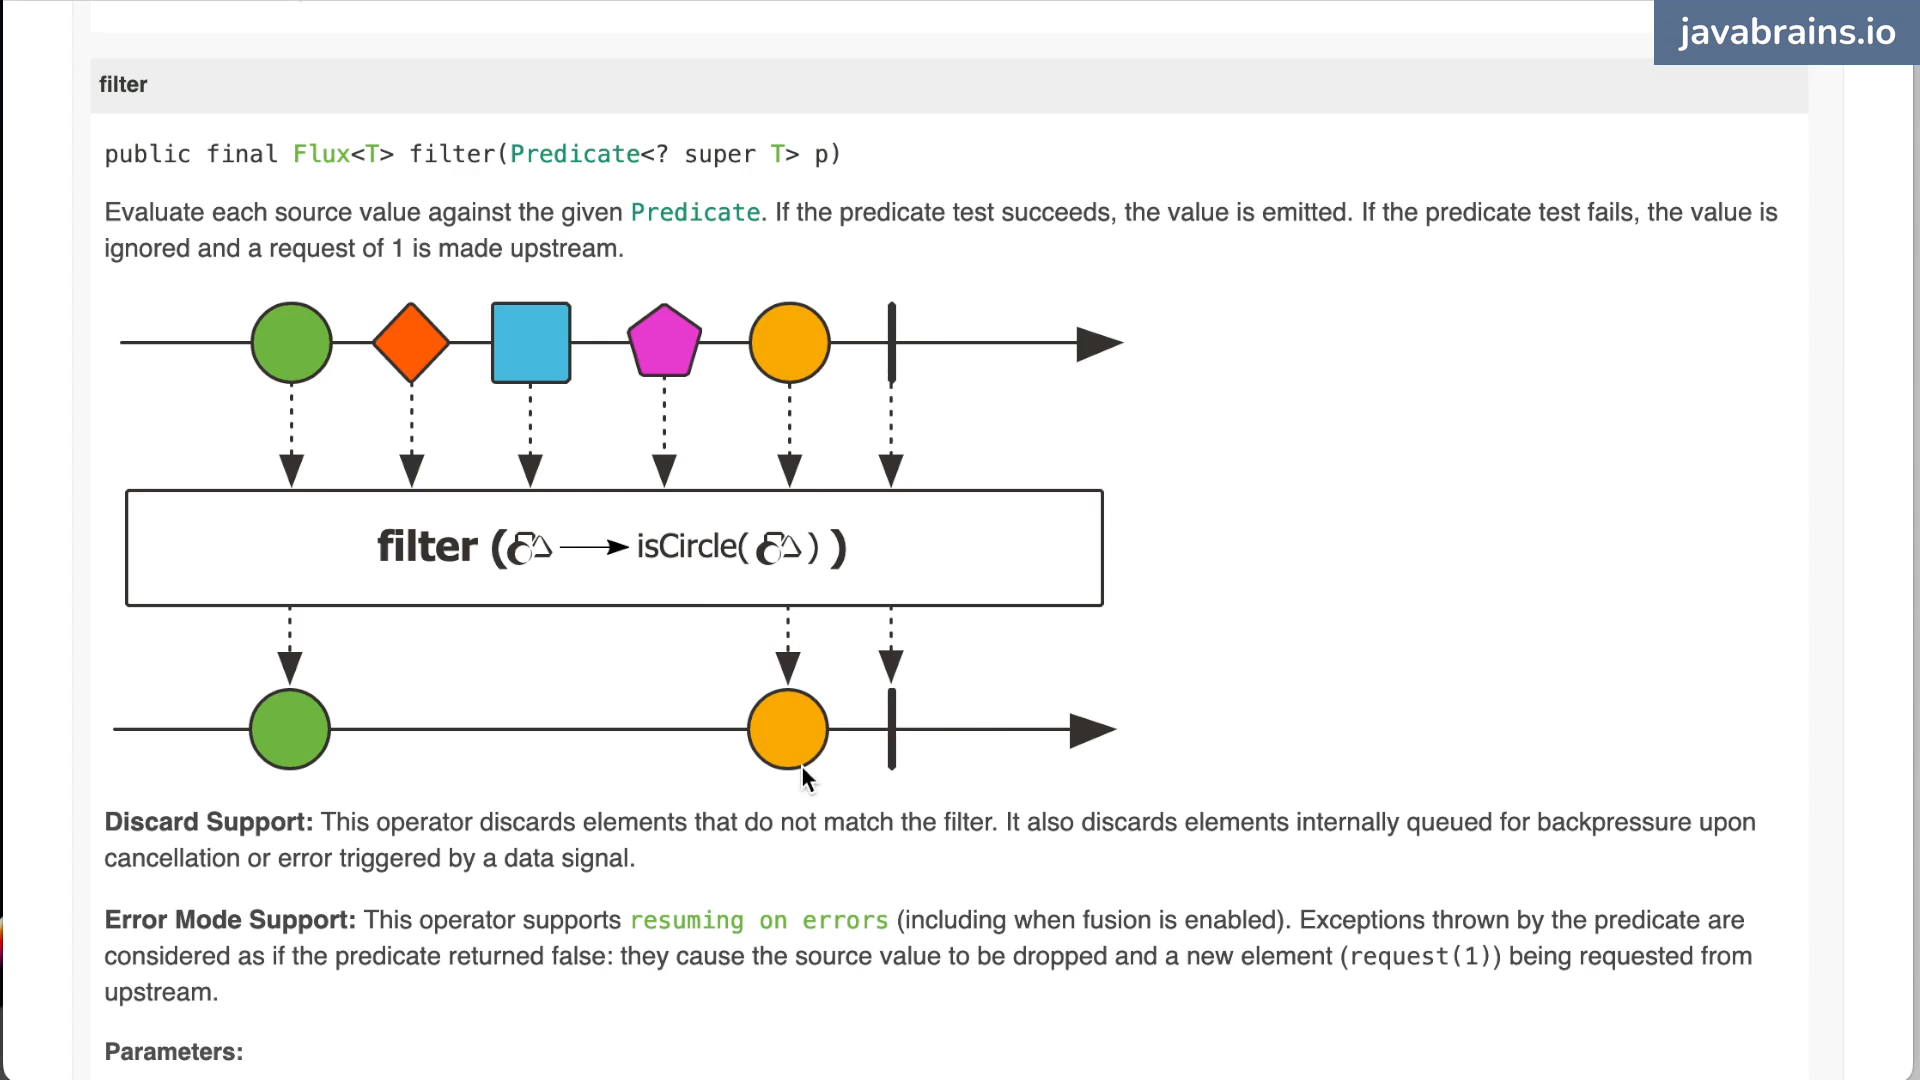 javabrains.io
filter
public final Flux<T> filter(Predicate<? super T> p)
Evaluate each source value against the given Predicate. If the predicate test succeeds, the value is emitted. If the predicate test fails, the value is
ignored and a request of 1 is made upstream.
filter ( → isCircle( ) )
Discard Support: This operator discards elements that do not match the filter. It also discards elements internally queued for backpressure upon
cancellation or error triggered by a data signal.
Error Mode Support: This operator supports resuming on errors (including when fusion is enabled). Exceptions thrown by the predicate are
considered as if the predicate returned false: they cause the source value to be dropped and a new element (request(1)) being requested from
upstream.
Parameters: